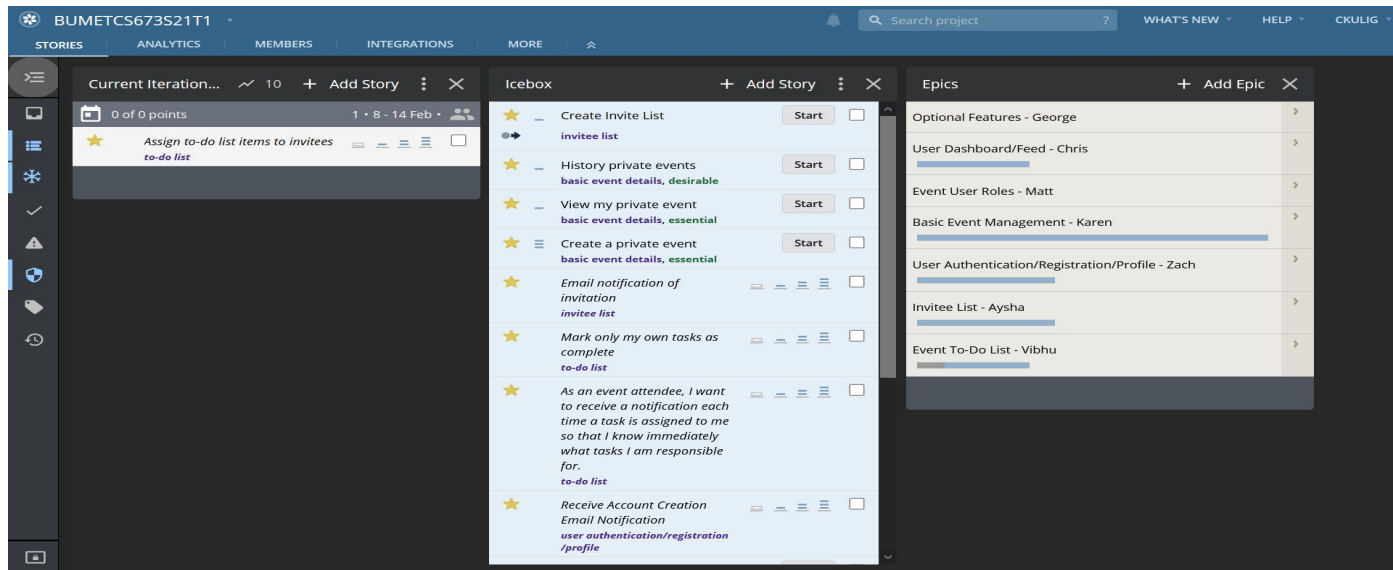 BUMETCS673S21T1
Search project ?
WHAT'S NEW
HELP
CKULIG
STORIES
ANALYTICS
MEMBERS
INTEGRATIONS
MORE
Current Iteration... 10 + Add Story
0 of 0 points 1 • 8 - 14 Feb •
Assign to-do list items to invitees
to-do list
Icebox + Add Story
Create Invite List Start
invitee list
History private events Start
basic event details, desirable
View my private event Start
basic event details, essential
Create a private event Start
basic event details, essential
Email notification of
invitation
invitee list
Mark only my own tasks as
complete
to-do list
As an event attendee, I want
to receive a notification each
time a task is assigned to me
so that I know immediately
what tasks I am responsible
for.
to-do list
Receive Account Creation
Email Notification
user authentication/registration
/profile
Epics + Add Epic
Optional Features - George
User Dashboard/Feed - Chris
Event User Roles - Matt
Basic Event Management - Karen
User Authentication/Registration/Profile - Zach
Invitee List - Aysha
Event To-Do List - Vibhu